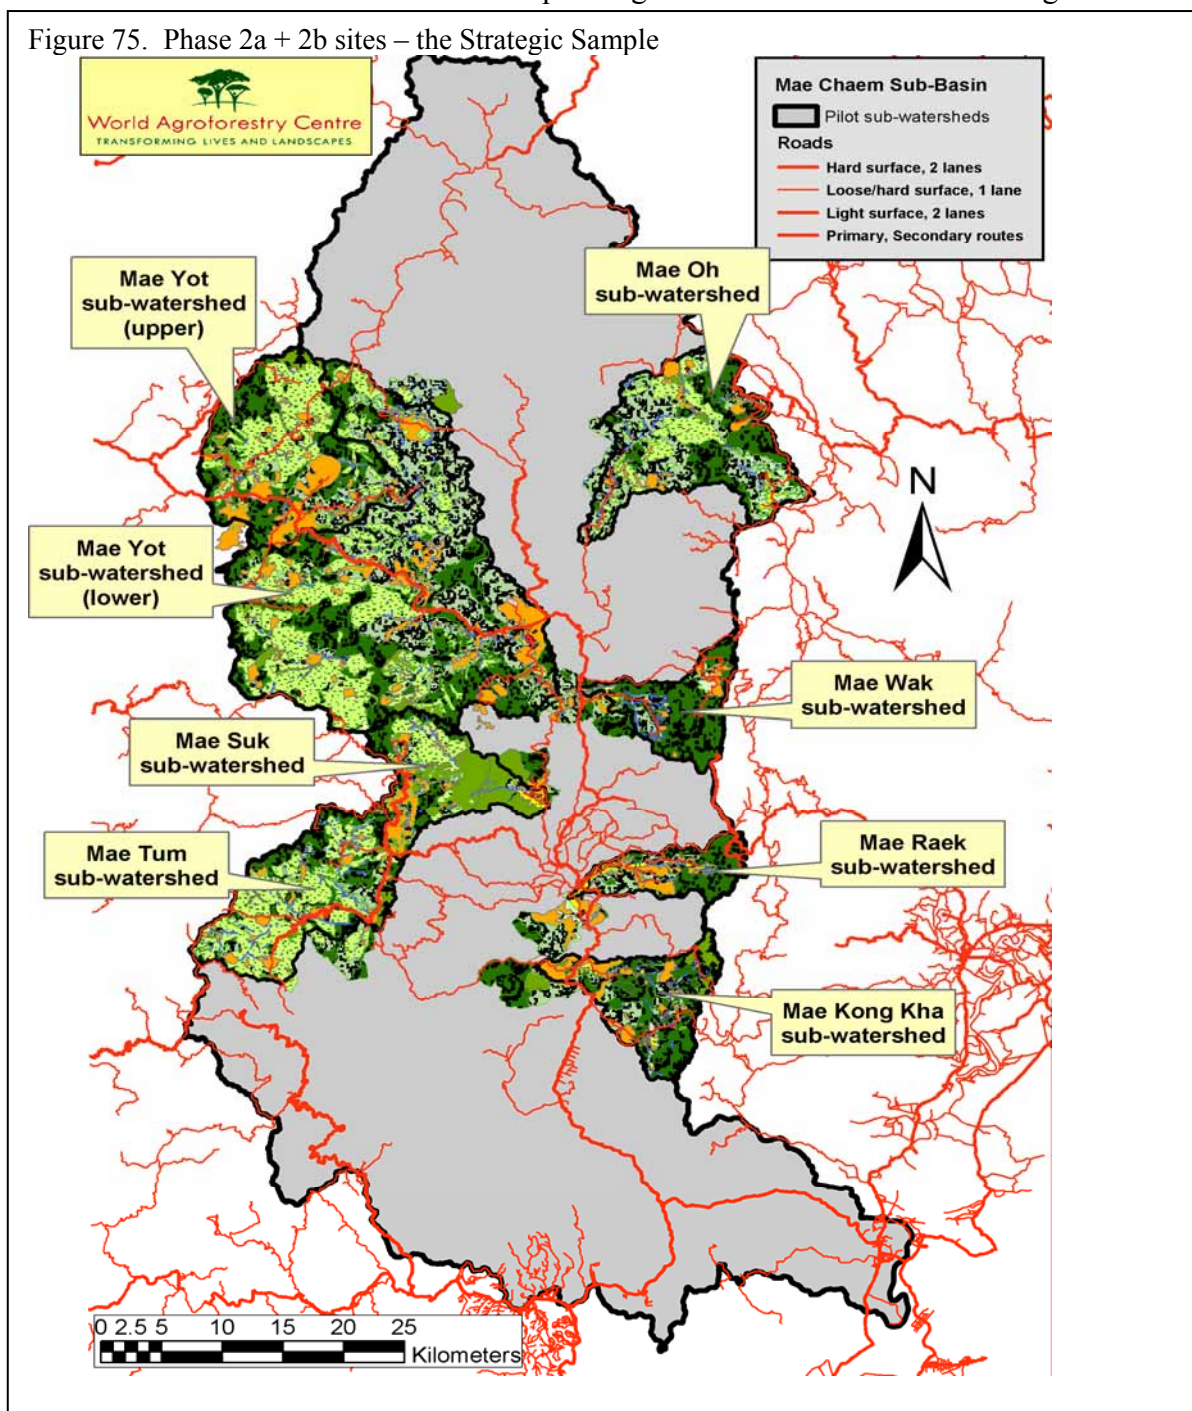 Figure 75.  Phase 2a + 2b sites – the Strategic Sample
World Agroforestry Centre
TRANSFORMING LIVES AND LANDSCAPES
Mae Chaem Sub-Basin
Pilot sub-watersheds
Roads
Hard surface, 2 lanes
Loose/hard surface, 1 lane
Light surface, 2 lanes
Primary, Secondary routes
Mae Yot
sub-watershed
(upper)
Mae Oh
sub-watershed
N
Mae Yot
sub-watershed
(lower)
Mae Wak
sub-watershed
Mae Suk
sub-watershed
Mae Raek
sub-watershed
Mae Tum
sub-watershed
Mae Kong Kha
sub-watershed
0 2.5 5 10 15 20 25
Kilometers